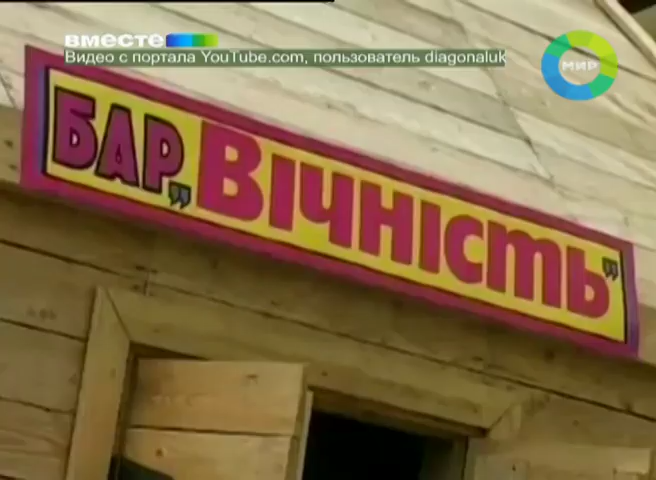 вместе
Видео с портала YouTube.com, пользователь diagonaluk
МИР
БАР „Вічність"